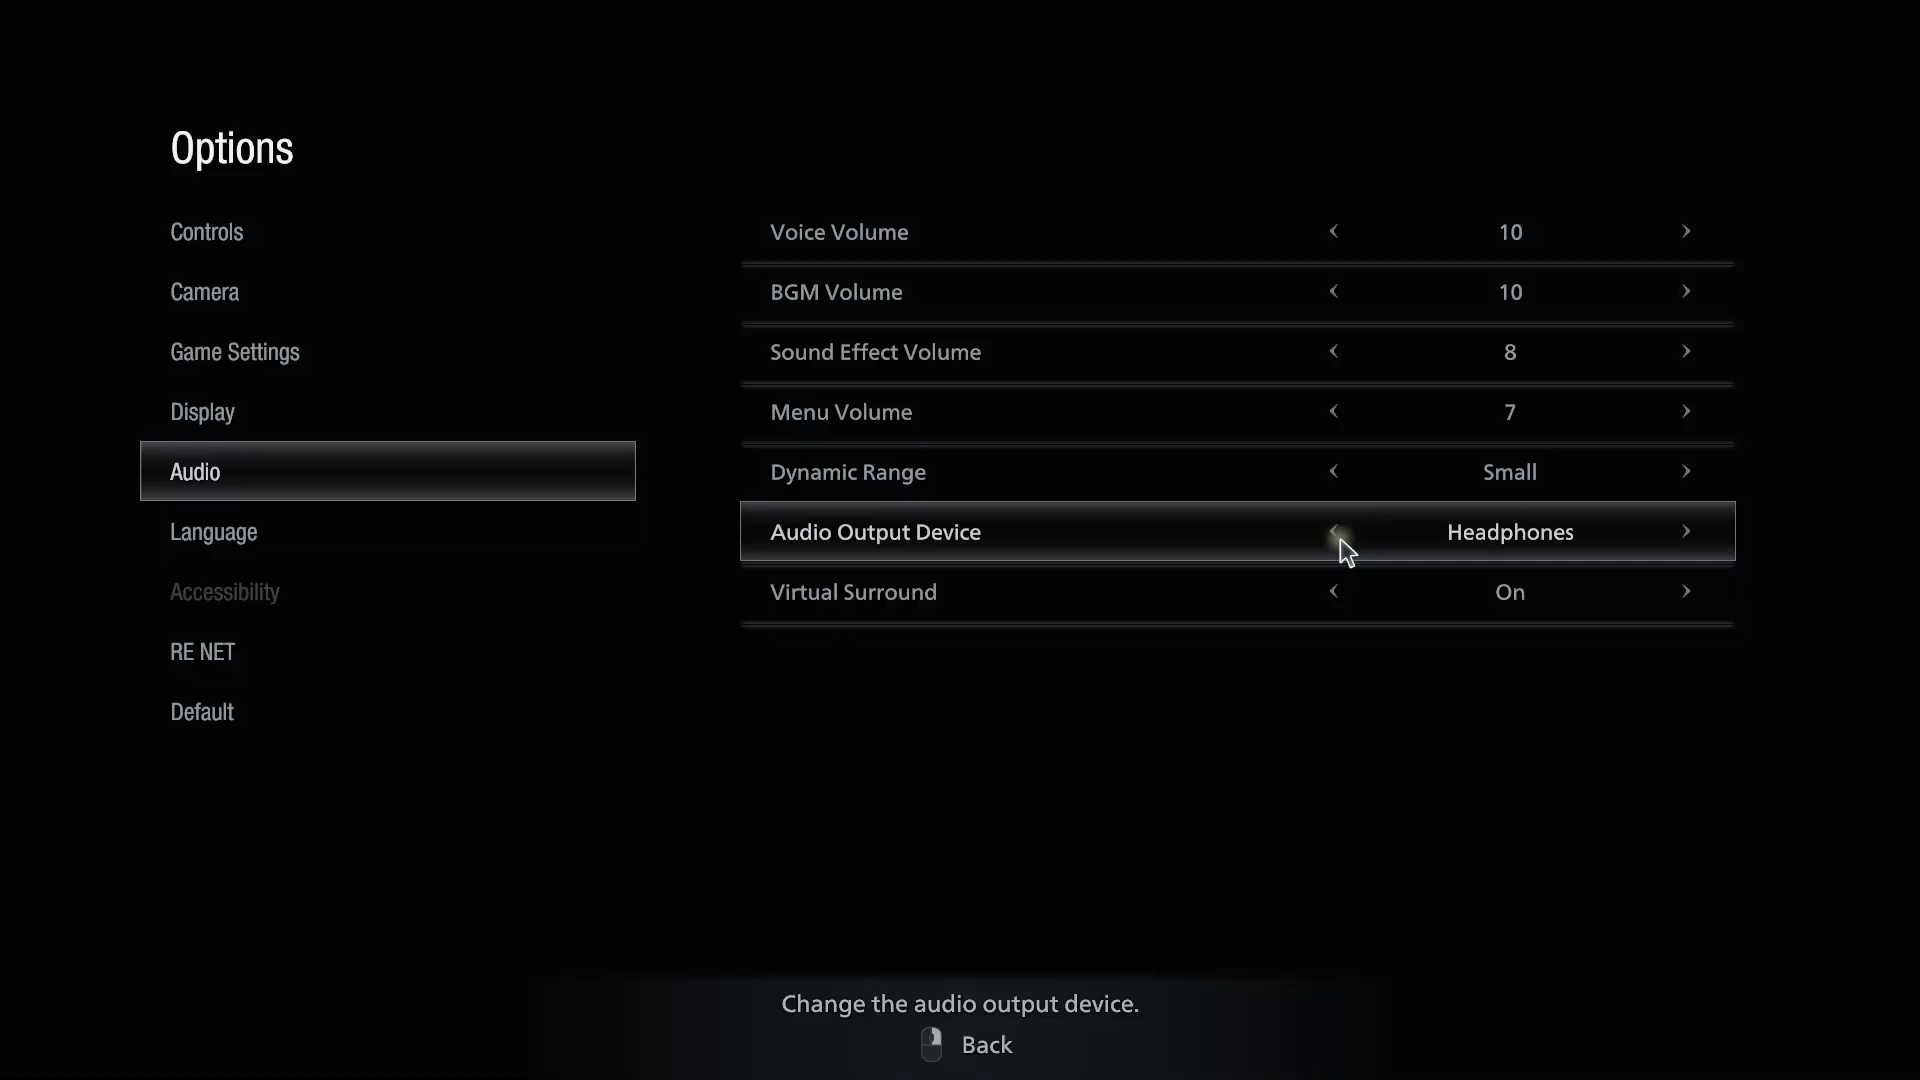 Options
Controls
Camera
Game Settings
Display
Audio
Language
Accessibility
RE NET
Default
Voice Volume 10
BGM Volume 10
Sound Effect Volume 8
Menu Volume 7
Dynamic Range Small
Audio Output Device Headphones
Virtual Surround On
Change the audio output device.
Back